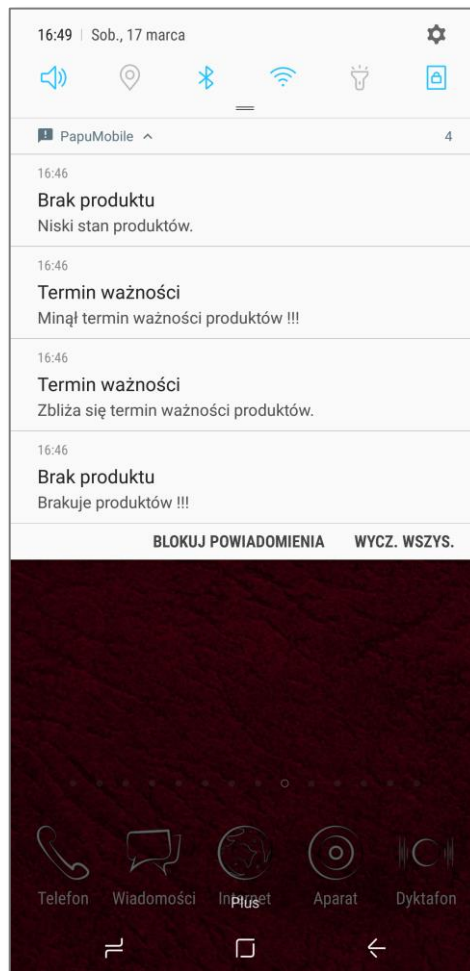 16:49 | Sob., 17 marca
PapuMobile 4
16:46
Brak produktu
Niski stan produktów.
16:46
Termin ważności
Minął termin ważności produktów !!!
16:46
Termin ważności
Zbliża się termin ważności produktów.
16:46
Brak produktu
Brakuje produktów !!!
BLOKUJ POWIADOMIENIA WYCZ. WSZYS.
Telefon Wiadomości Internet Aparat Dyktafon
Plus